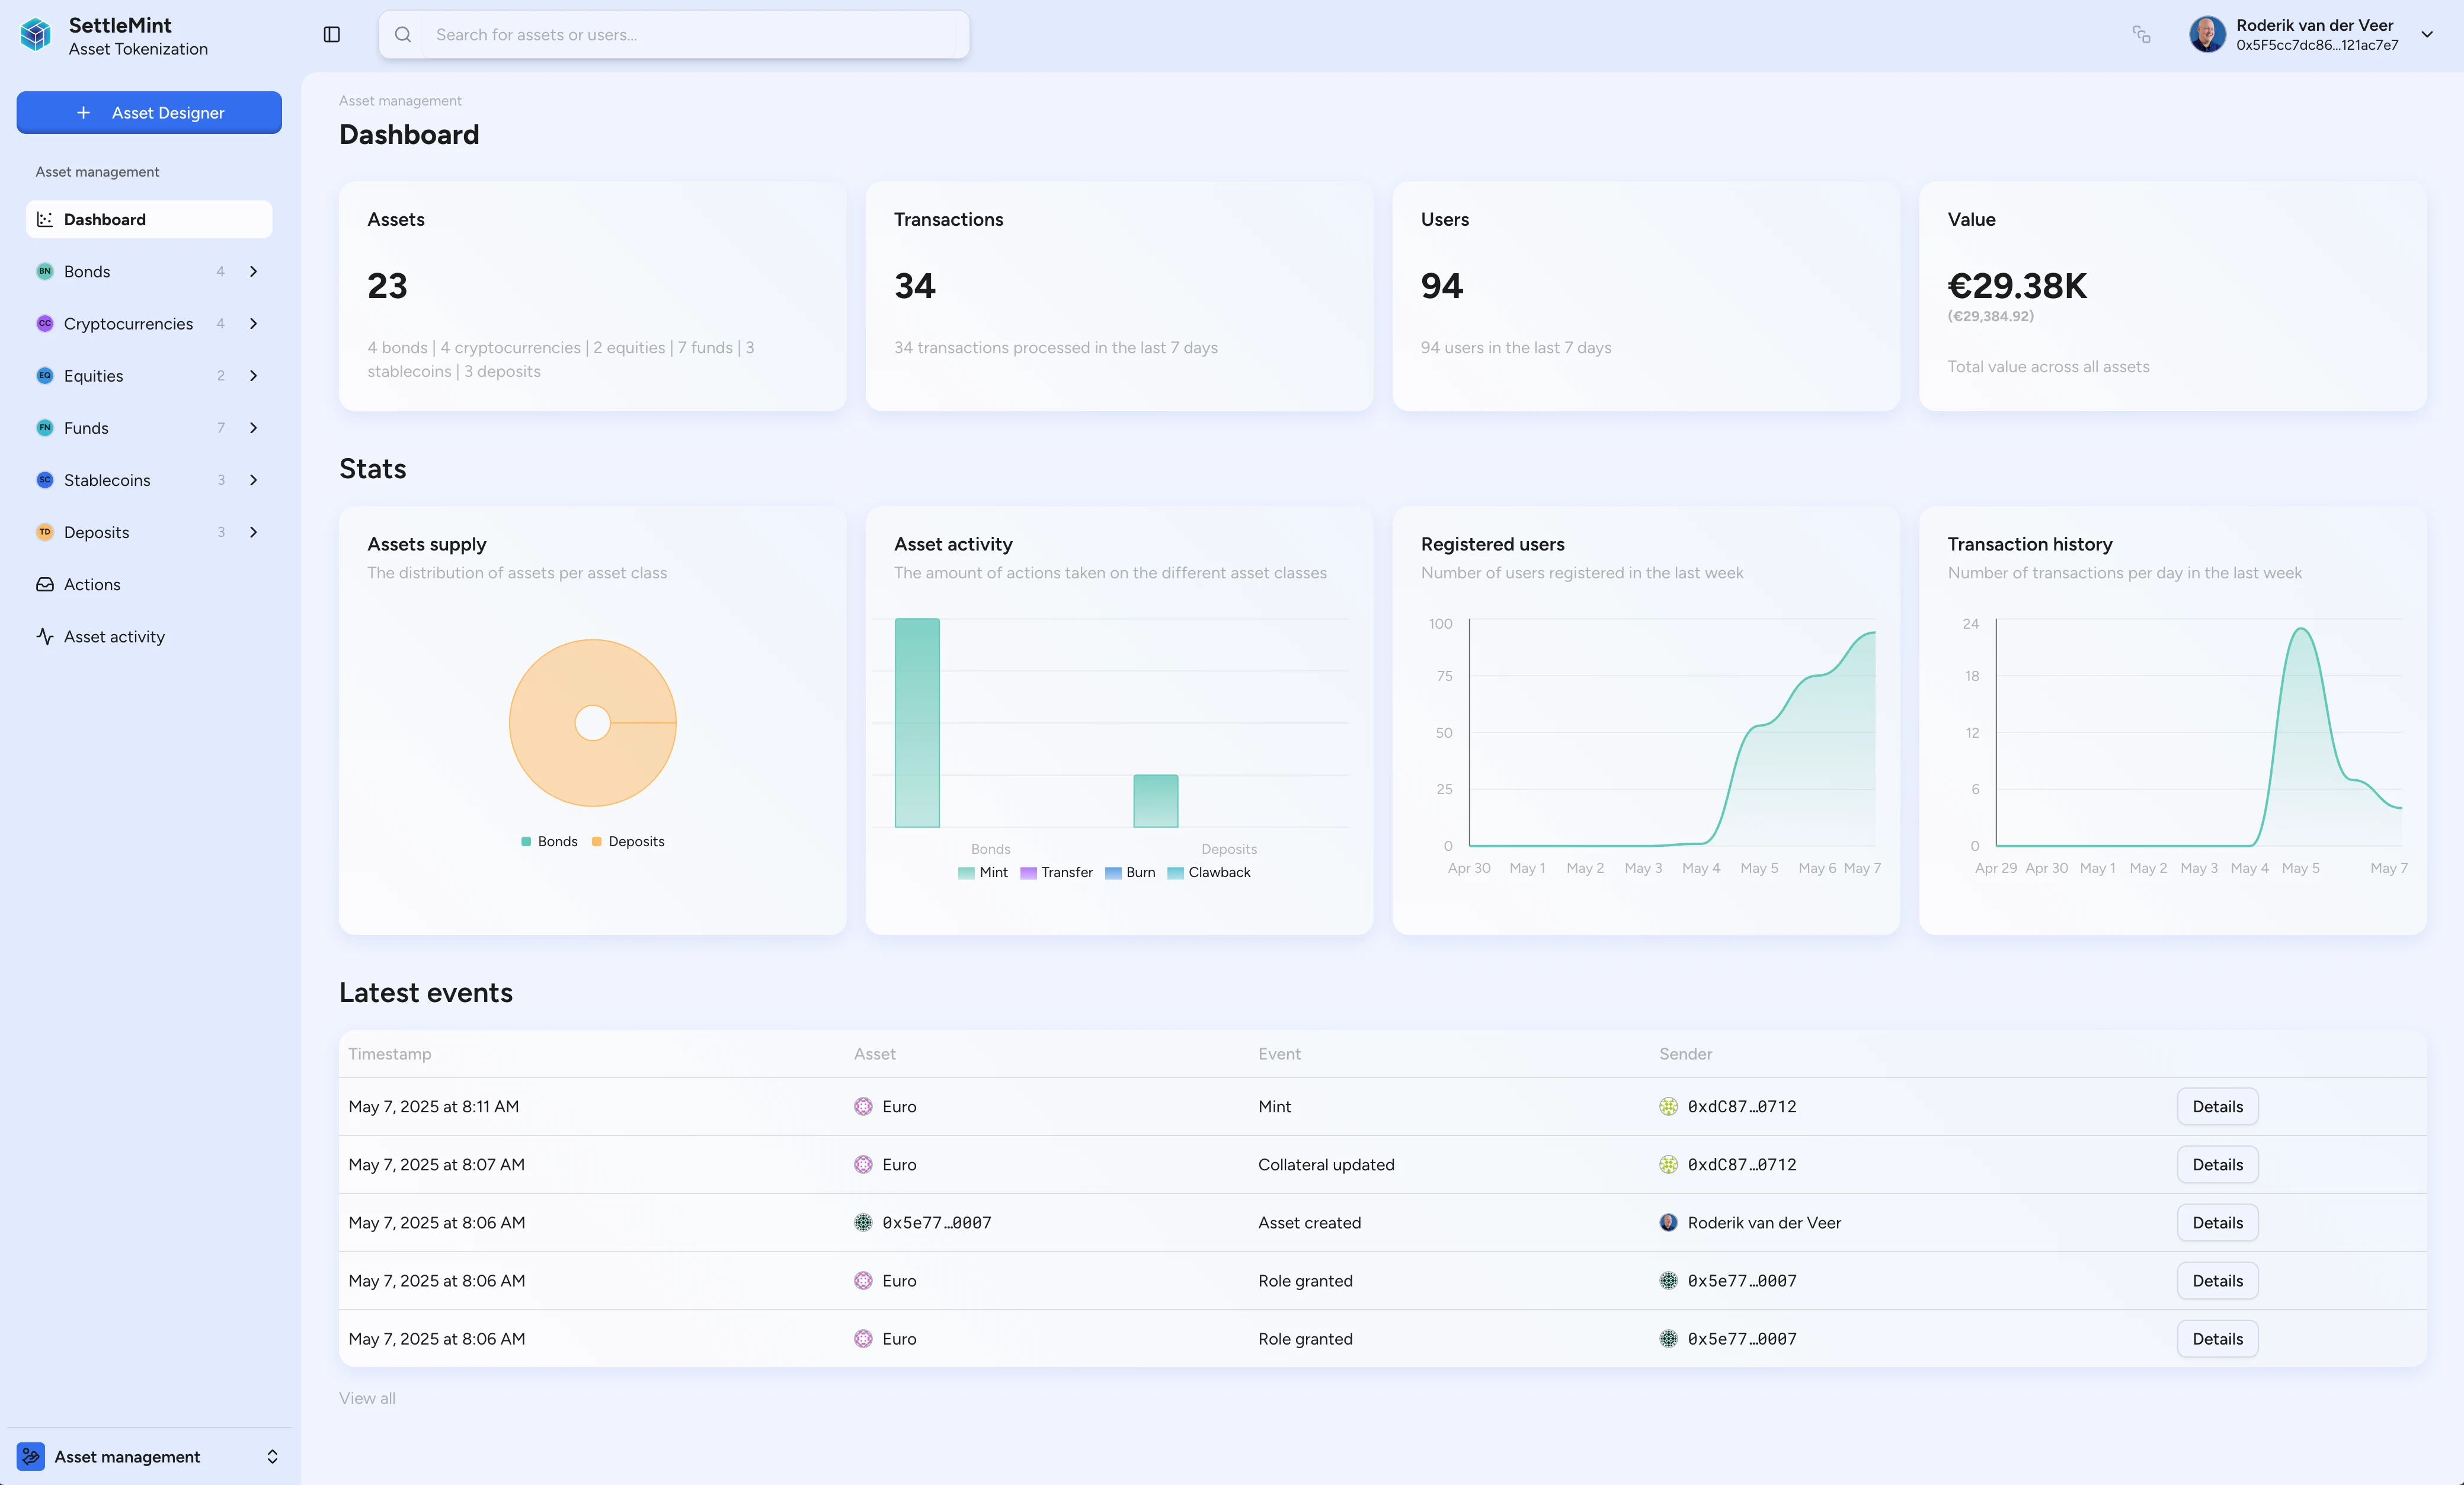 SettleMint
Asset Tokenization
Search for assets or users...
Roderik van der Veer
0x5F5cc7dc86...121ac7e7
Asset Designer
Asset management
Dashboard
BN Bonds 4
CC Cryptocurrencies 4
EQ Equities 2
FN Funds 7
SC Stablecoins 3
TD Deposits 3
Actions
Asset activity
Asset management
Asset management
Dashboard
Assets
23
4 bonds | 4 cryptocurrencies | 2 equities | 7 funds | 3
stablecoins | 3 deposits
Transactions
34
34 transactions processed in the last 7 days
Users
94
94 users in the last 7 days
Value
€29.38K
(€29,384.92)
Total value across all assets
Stats
Assets supply
The distribution of assets per asset class
Bonds Deposits
Asset activity
The amount of actions taken on the different asset classes
Bonds Deposits
Mint Transfer Burn Clawback
Registered users
Number of users registered in the last week
100
75
50
25
0
Apr 30 May 1 May 2 May 3 May 4 May 5 May 6 May 7
Transaction history
Number of transactions per day in the last week
24
18
12
6
0
Apr 29 Apr 30 May 1 May 2 May 3 May 4 May 5 May 7
Latest events
Timestamp Asset Event Sender
May 7, 2025 at 8:11 AM Euro Mint 0xdC87…0712 Details
May 7, 2025 at 8:07 AM Euro Collateral updated 0xdC87…0712 Details
May 7, 2025 at 8:06 AM 0x5e77…0007 Asset created Roderik van der Veer Details
May 7, 2025 at 8:06 AM Euro Role granted 0x5e77…0007 Details
May 7, 2025 at 8:06 AM Euro Role granted 0x5e77…0007 Details
View all